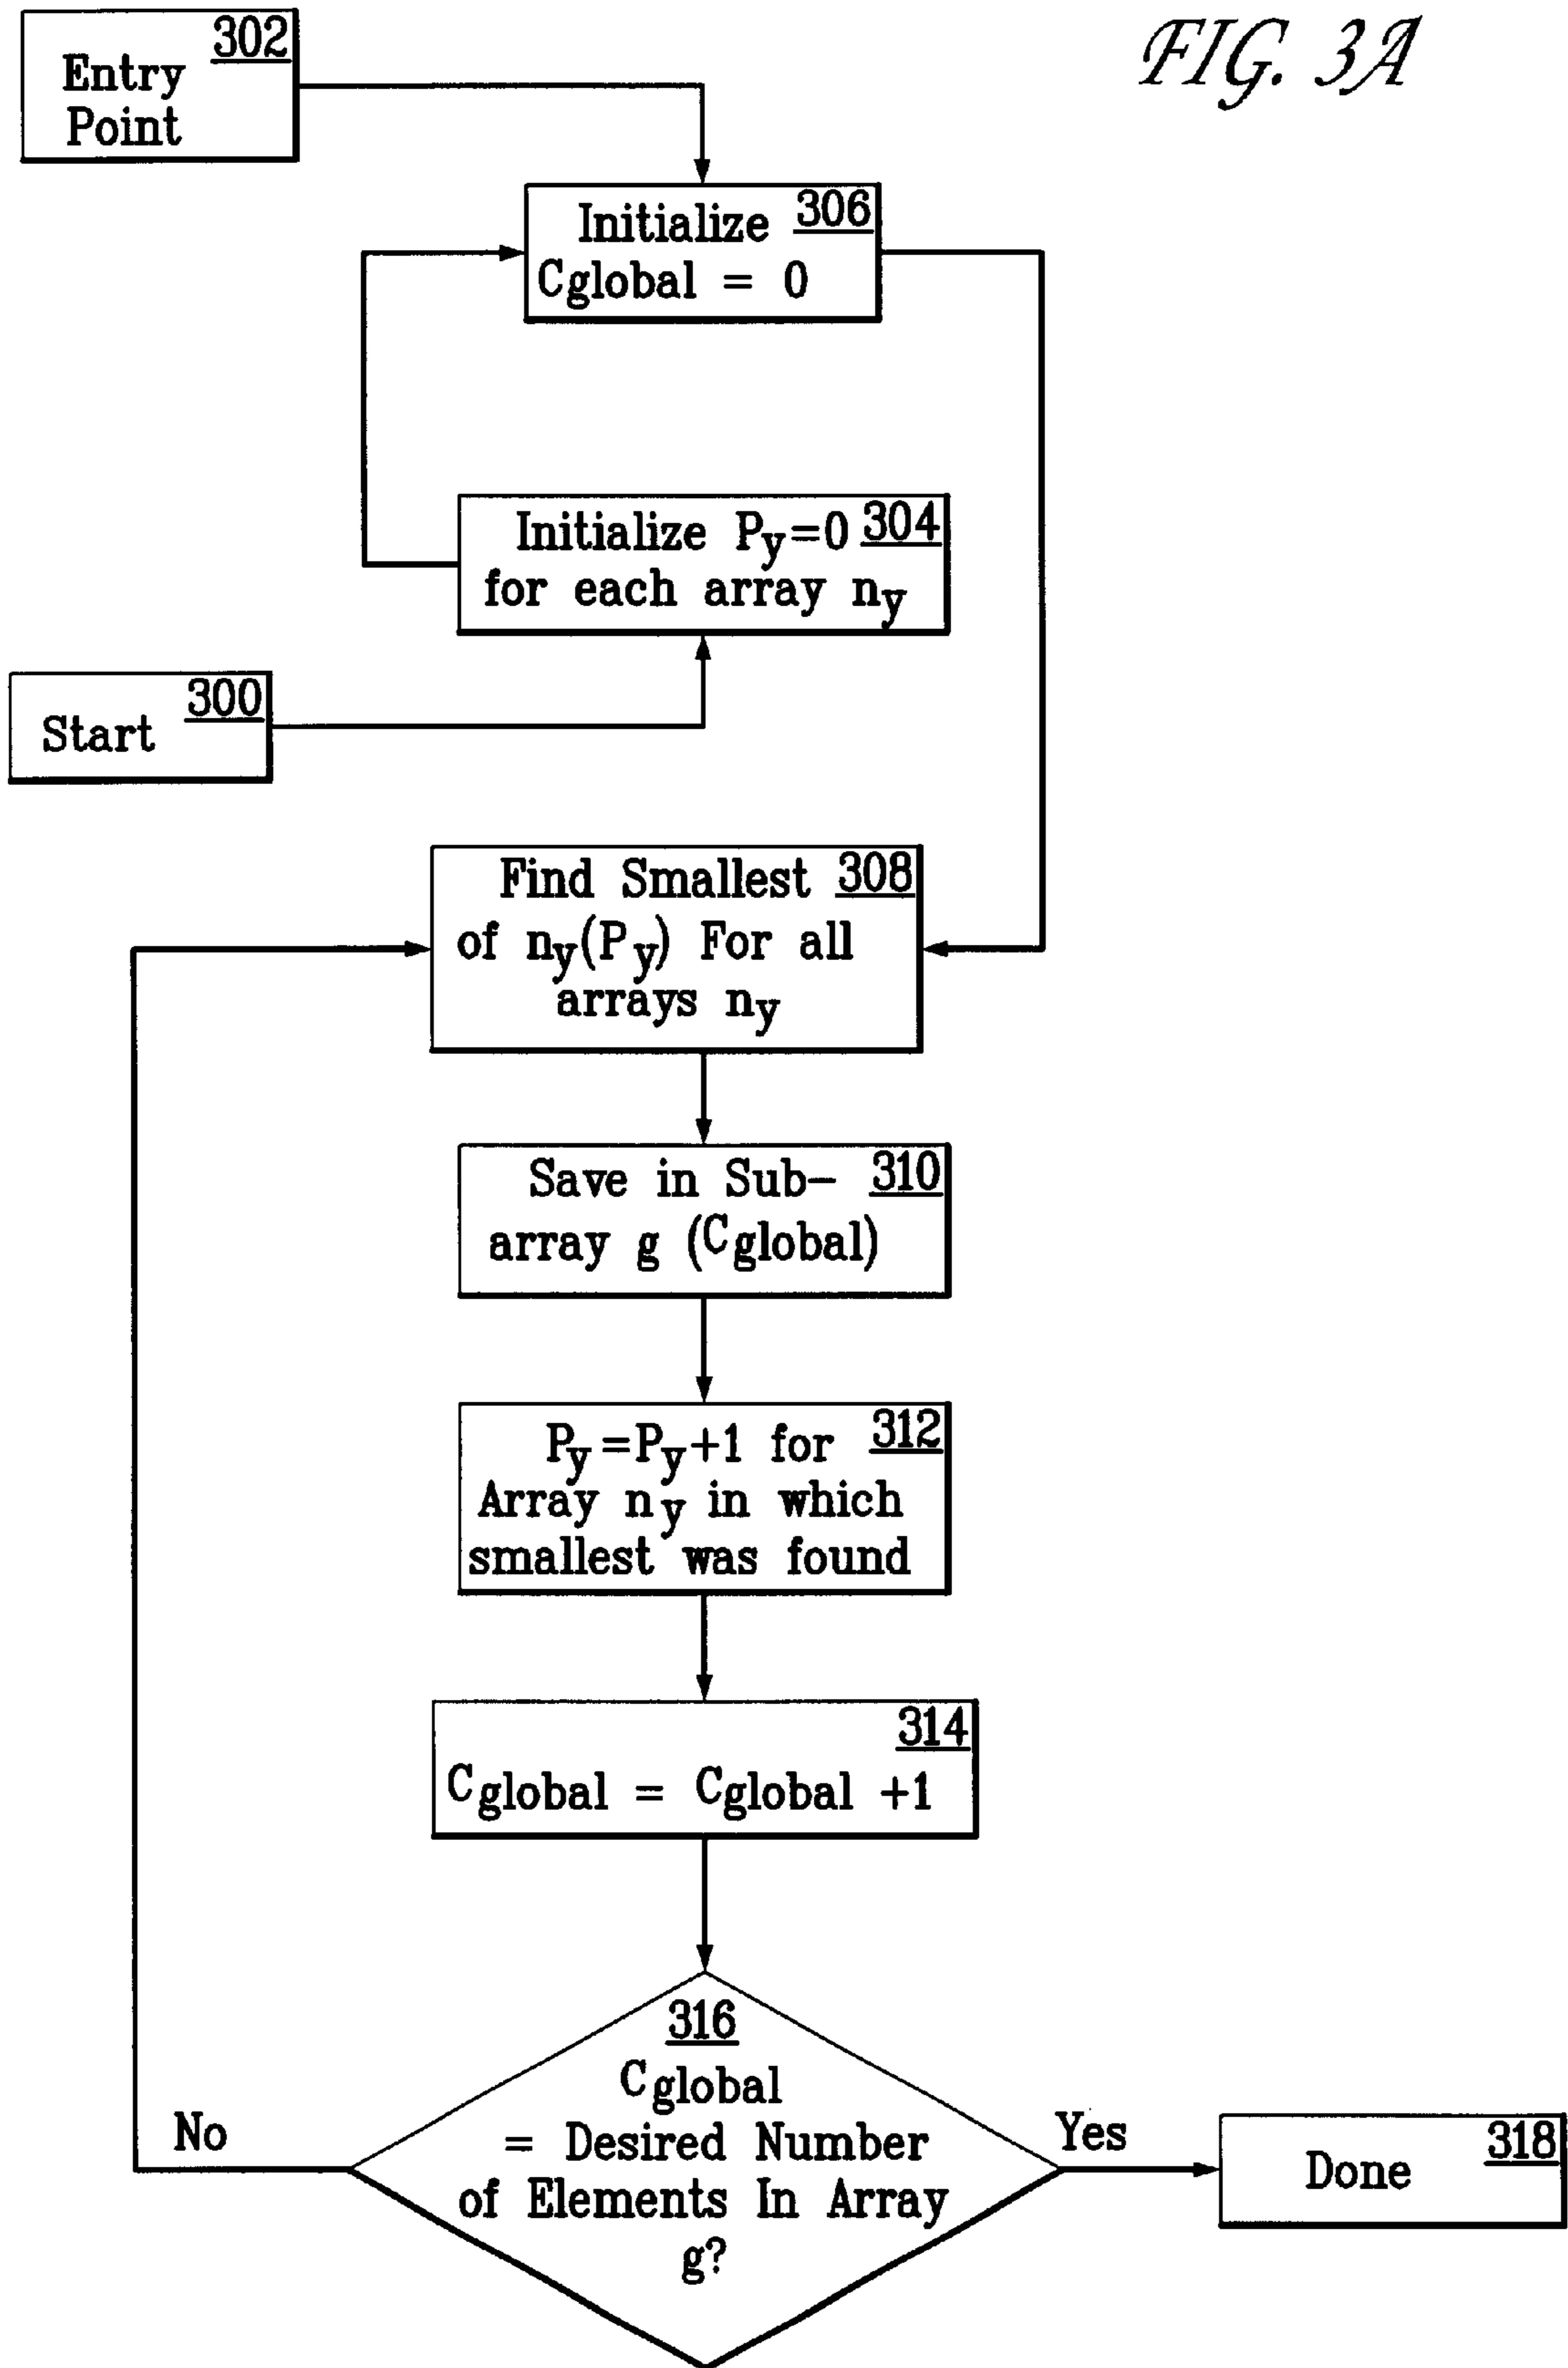 FIG. 3A
302
Entry
Point
306
Initialize
Cglobal = 0
304
Initialize Py=0
for each array ny
300
Start
308
Find Smallest
of ny(Py) For all
arrays ny
310
Save in Sub-
array g (Cglobal)
312
Py=Py+1 for
Array ny in which
smallest was found
314
Cglobal = Cglobal +1
316
Cglobal
= Desired Number
of Elements In Array
g?
No
Yes
318
Done